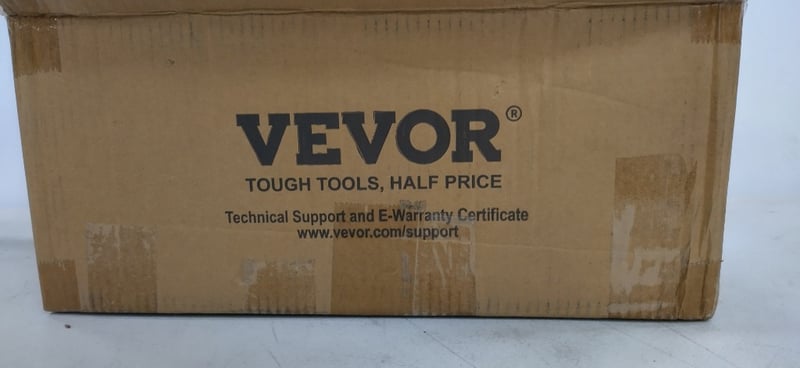 VEVOR®
TOUGH TOOLS, HALF PRICE
Technical Support and E-Warranty Certificate
www.vevor.com/support